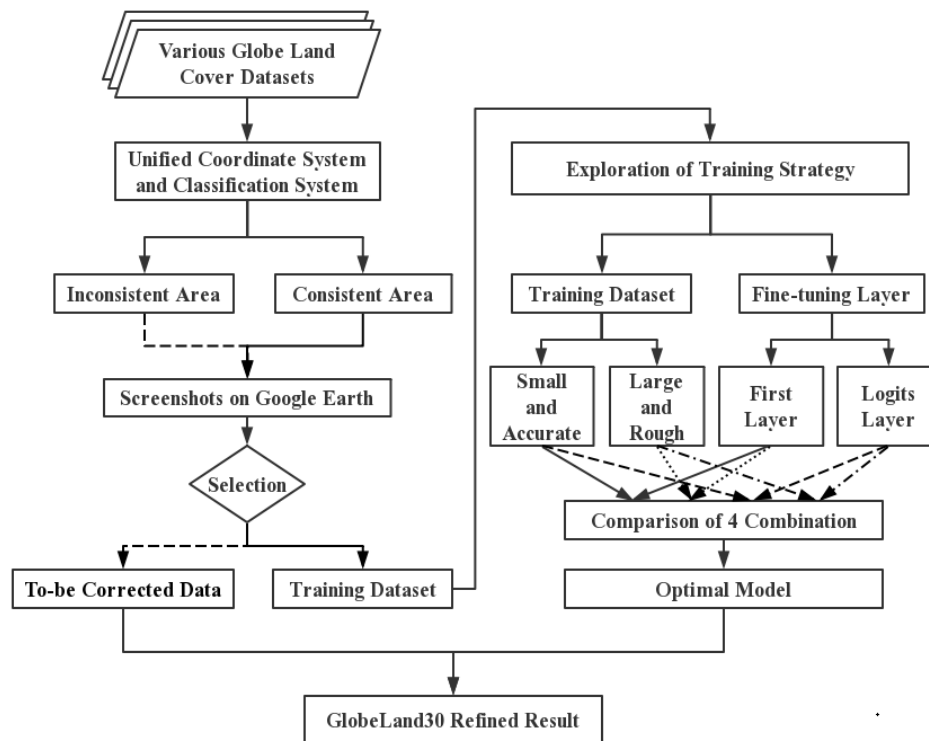 Various Globe Land
Cover Datasets
Unified Coordinate System
and Classification System
Inconsistent Area
Consistent Area
Screenshots on Google Earth
Selection
To-be Corrected Data
Training Dataset
Exploration of Training Strategy
Training Dataset
Fine-tuning Layer
Small
and
Accurate
Large
and
Rough
First
Layer
Logits
Layer
Comparison of 4 Combination
Optimal Model
GlobeLand30 Refined Result